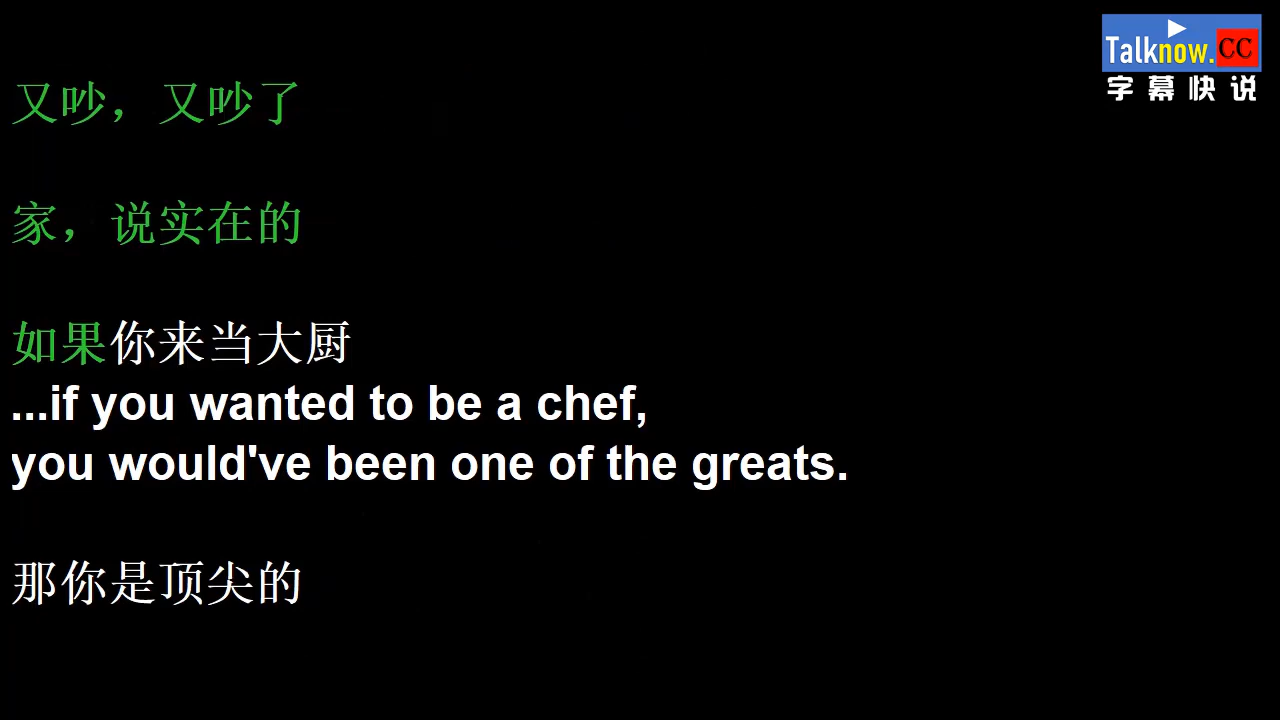 Talknow.CC
字幕快说
又吵，又吵了
家，说实在的
如果你来当大厨
...if you wanted to be a chef,
you would've been one of the greats.
那你是顶尖的